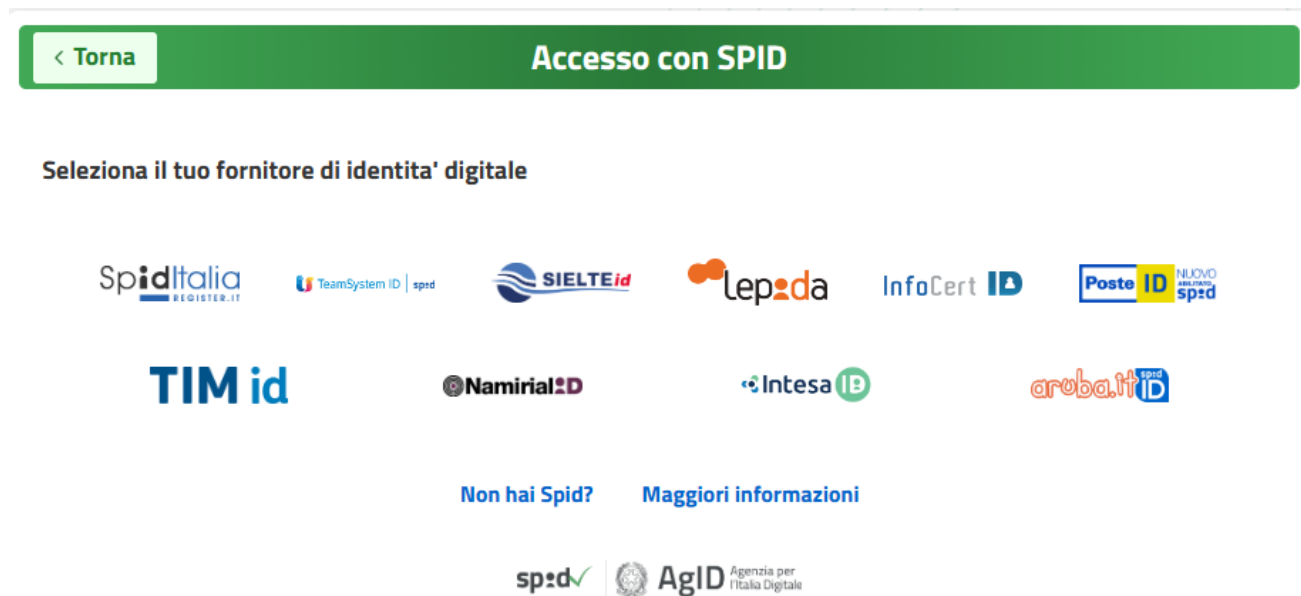 < Torna
Accesso con SPID
Seleziona il tuo fornitore di identita' digitale
SpidItalia
REGISTER.IT
TeamSystem ID | spid
SIELTEid
Lepida
InfoCert ID
Poste ID NUOVO
ABILITATO
spid
TIM id
NamirialID
Intesa ID
aruba.it spid
ID
Non hai Spid? Maggiori informazioni
spid AgID Agenzia per
l'Italia Digitale